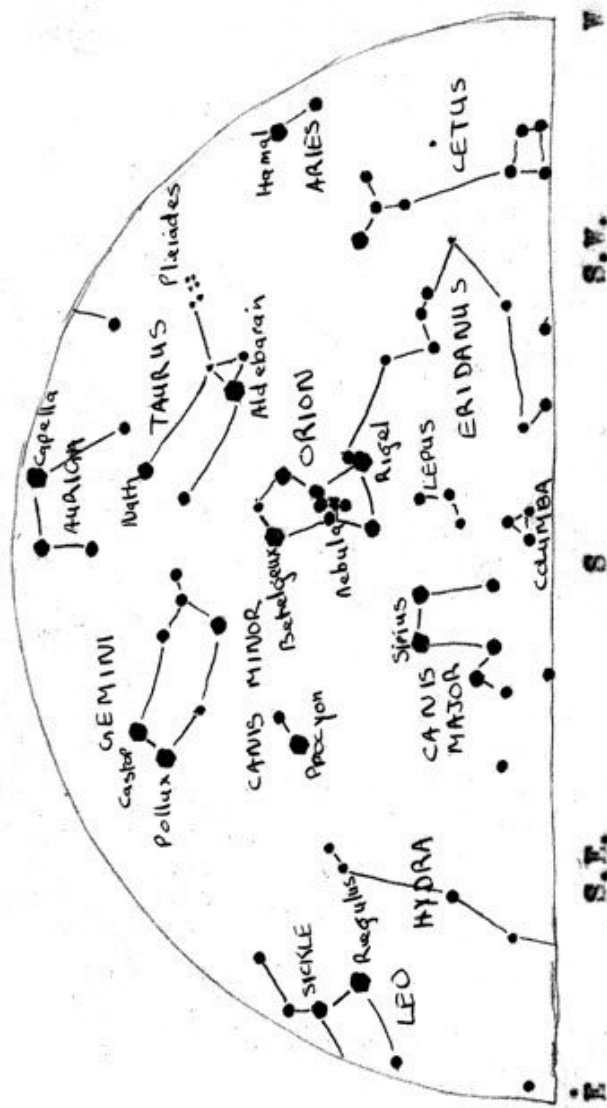 Capella
AURIGA
GEMINI
Castor
Pollux
Nath
TAURUS
Pleiades
Aldebaran
Hamal
ARIES
CANIS MINOR
Procyon
Betelgeux
ORION
Nebula
Rigel
SICKLE
Regulus
LEO
HYDRA
Sirius
CANIS
MAJOR
LEPUS
COLUMBA
ERIDANUS
CETUS
E
S.E.
S
S.W.
W